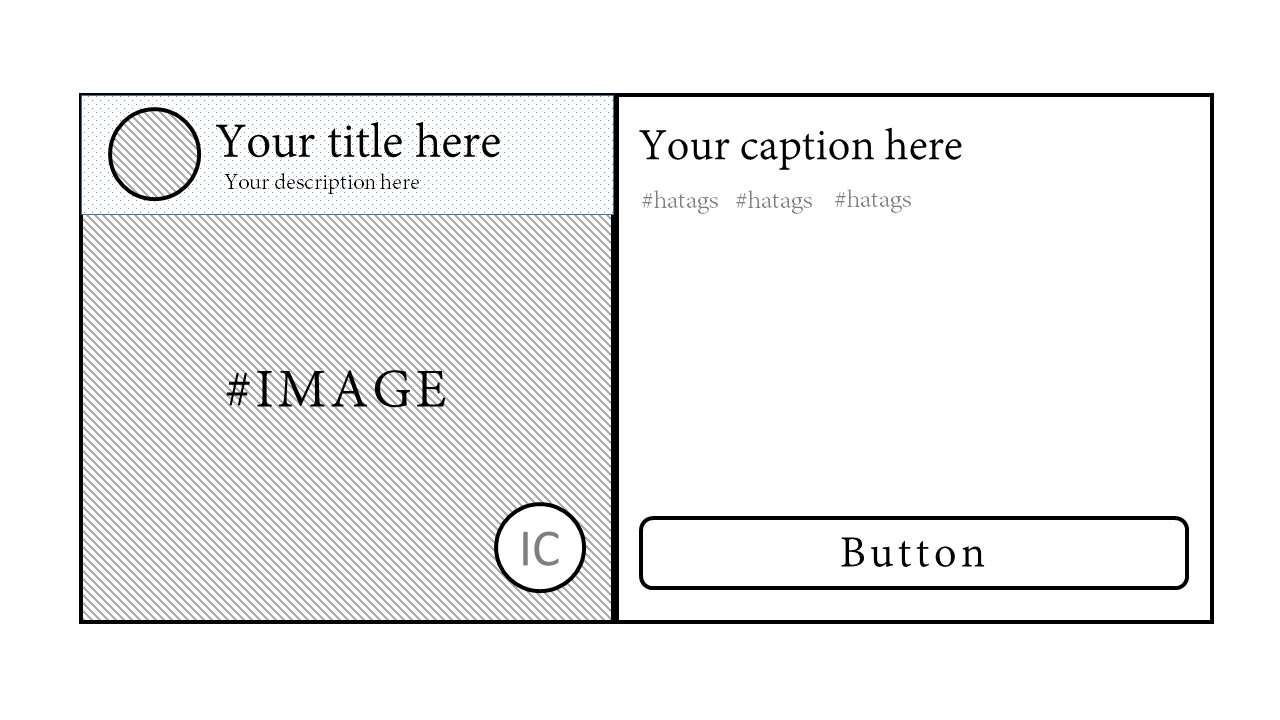 Your title here
Your description here
#IMAGE
IC
Your caption here
#hatags #hatags #hatags
Button